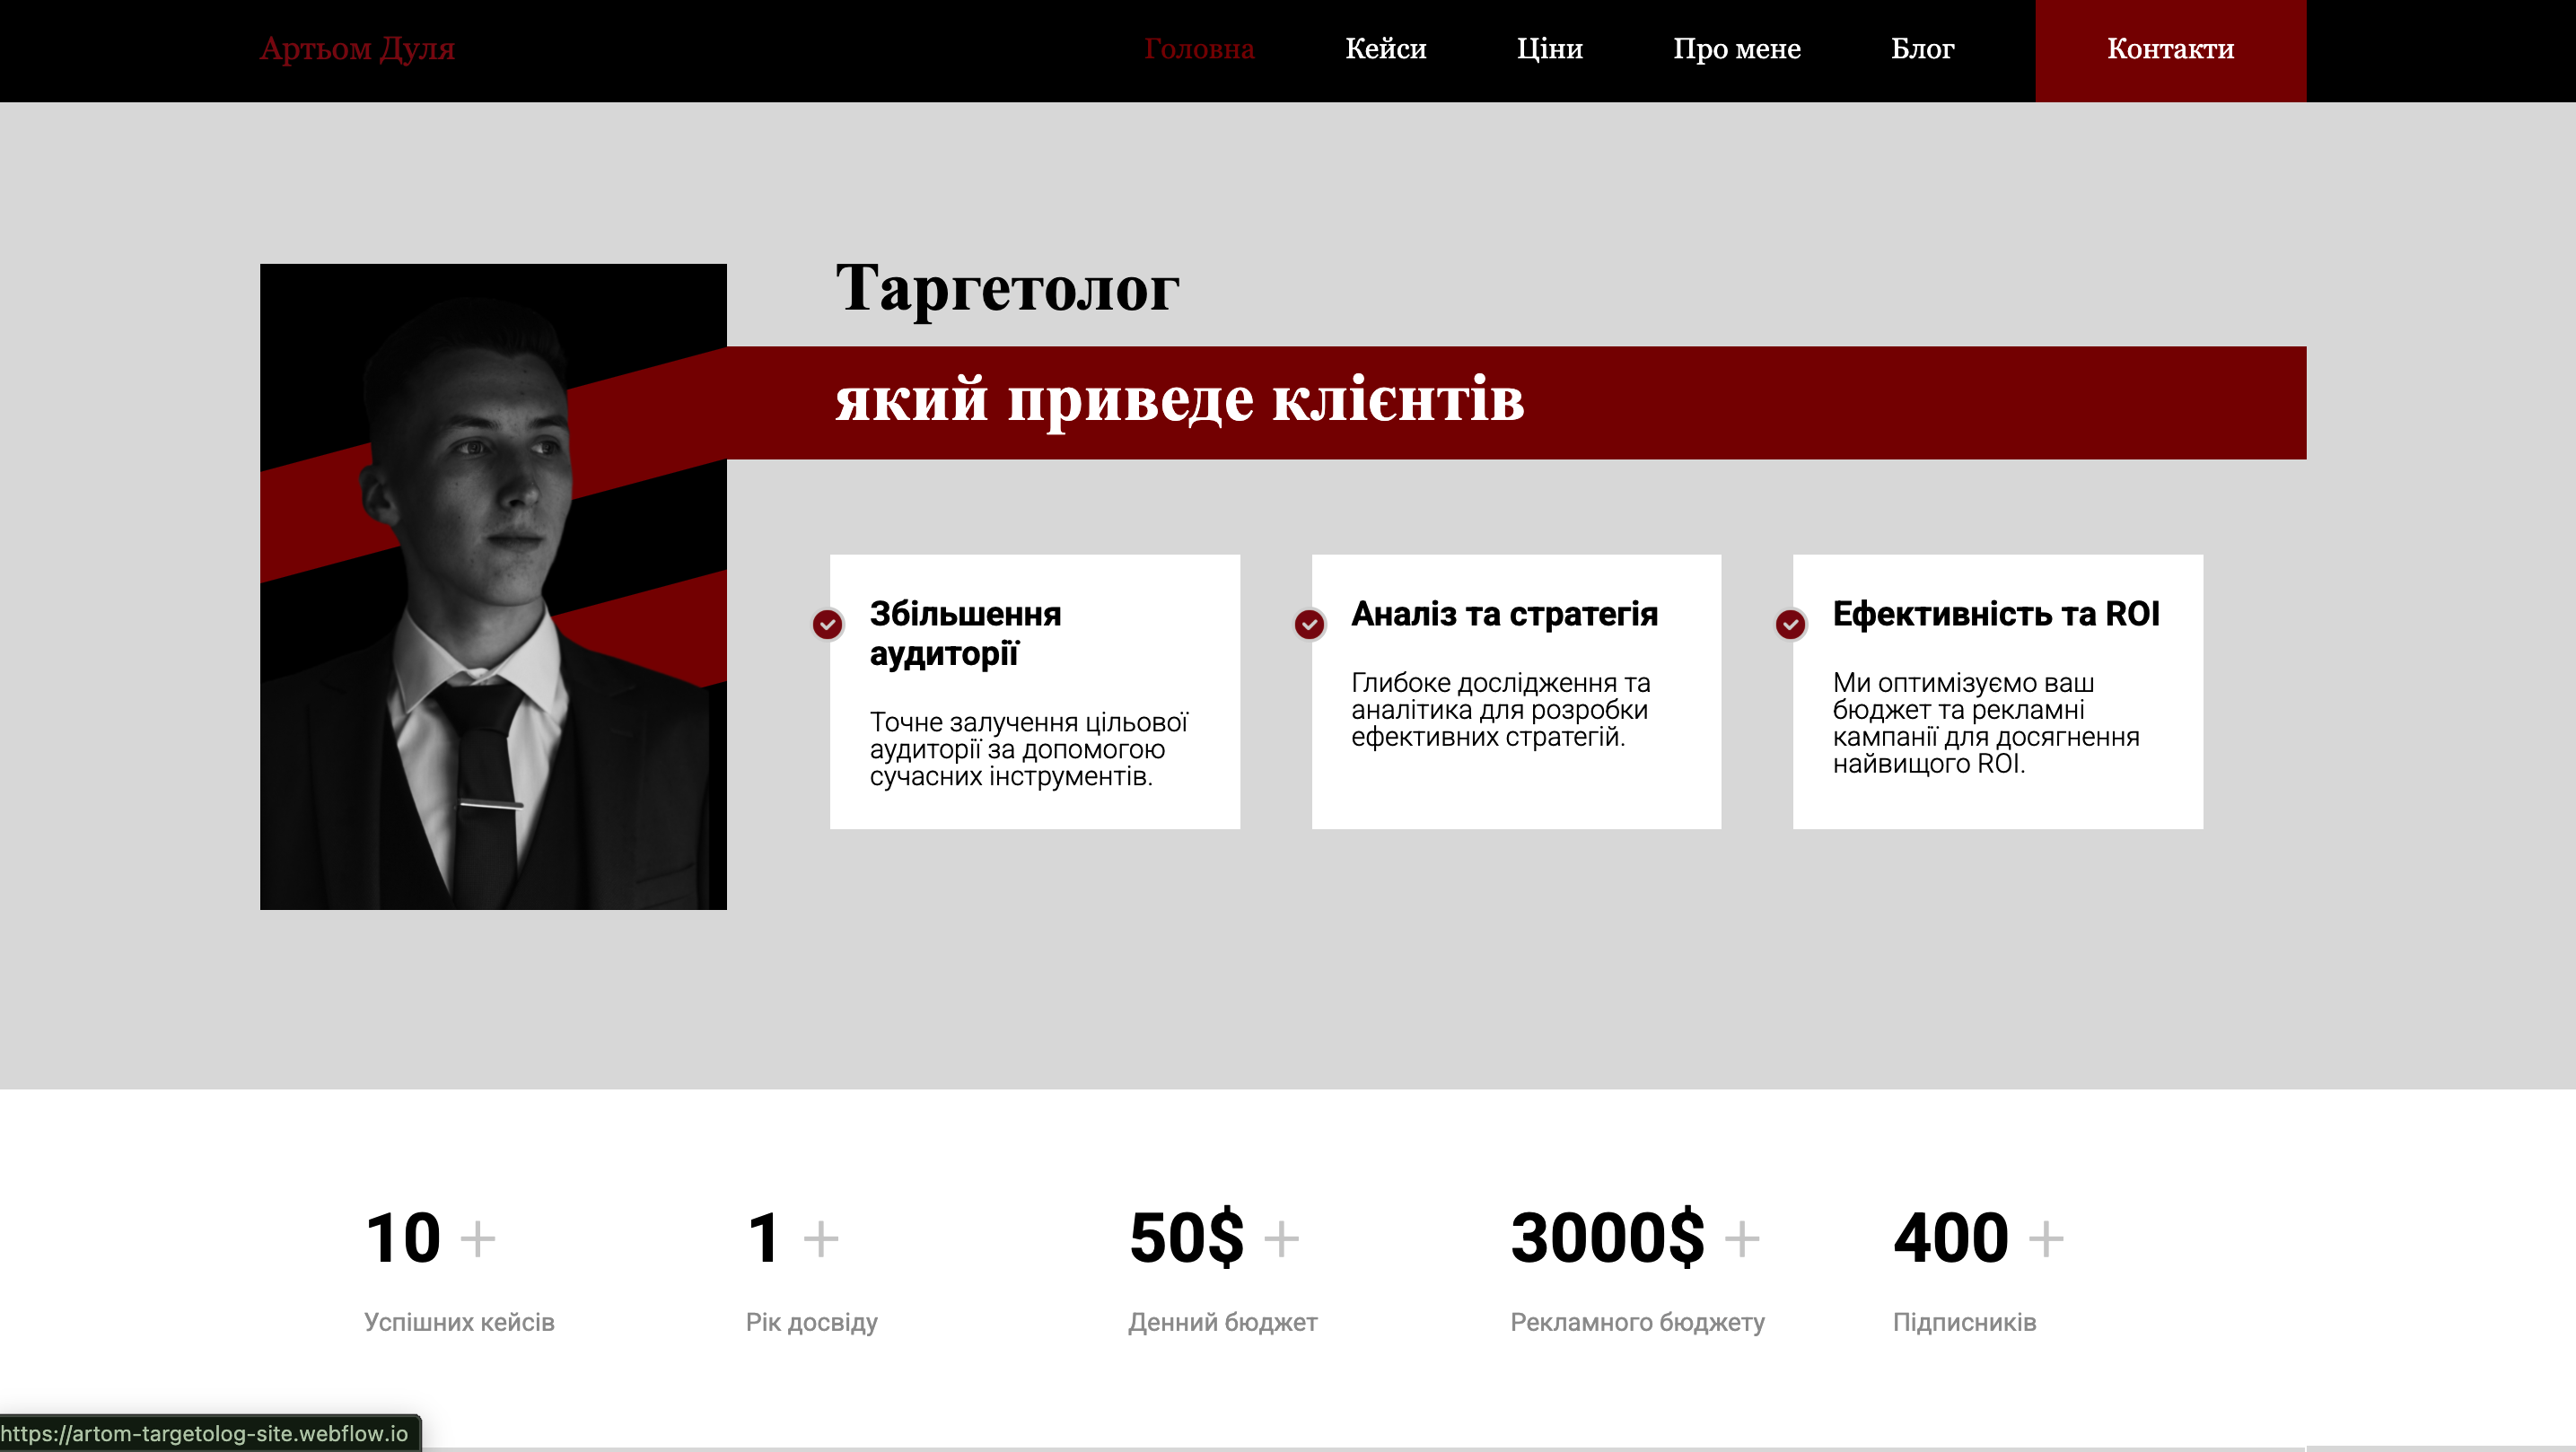 Артьом Дуля
Головна
Кейси
Ціни
Про мене
Блог
Контакти
Таргетолог
який приведе клієнтів
Збільшення
аудиторії
Точне залучення цільової
аудиторії за допомогою
сучасних інструментів.
Аналіз та стратегія
Глибоке дослідження та
аналітика для розробки
ефективних стратегій.
Ефективність та ROI
Ми оптимізуємо ваш
бюджет та рекламні
кампанії для досягнення
найвищого ROI.
10 +
Успішних кейсів
1 +
Рік досвіду
50$ +
Денний бюджет
3000$ +
Рекламного бюджету
400 +
Підписників
https://artom-targetolog-site.webflow.io